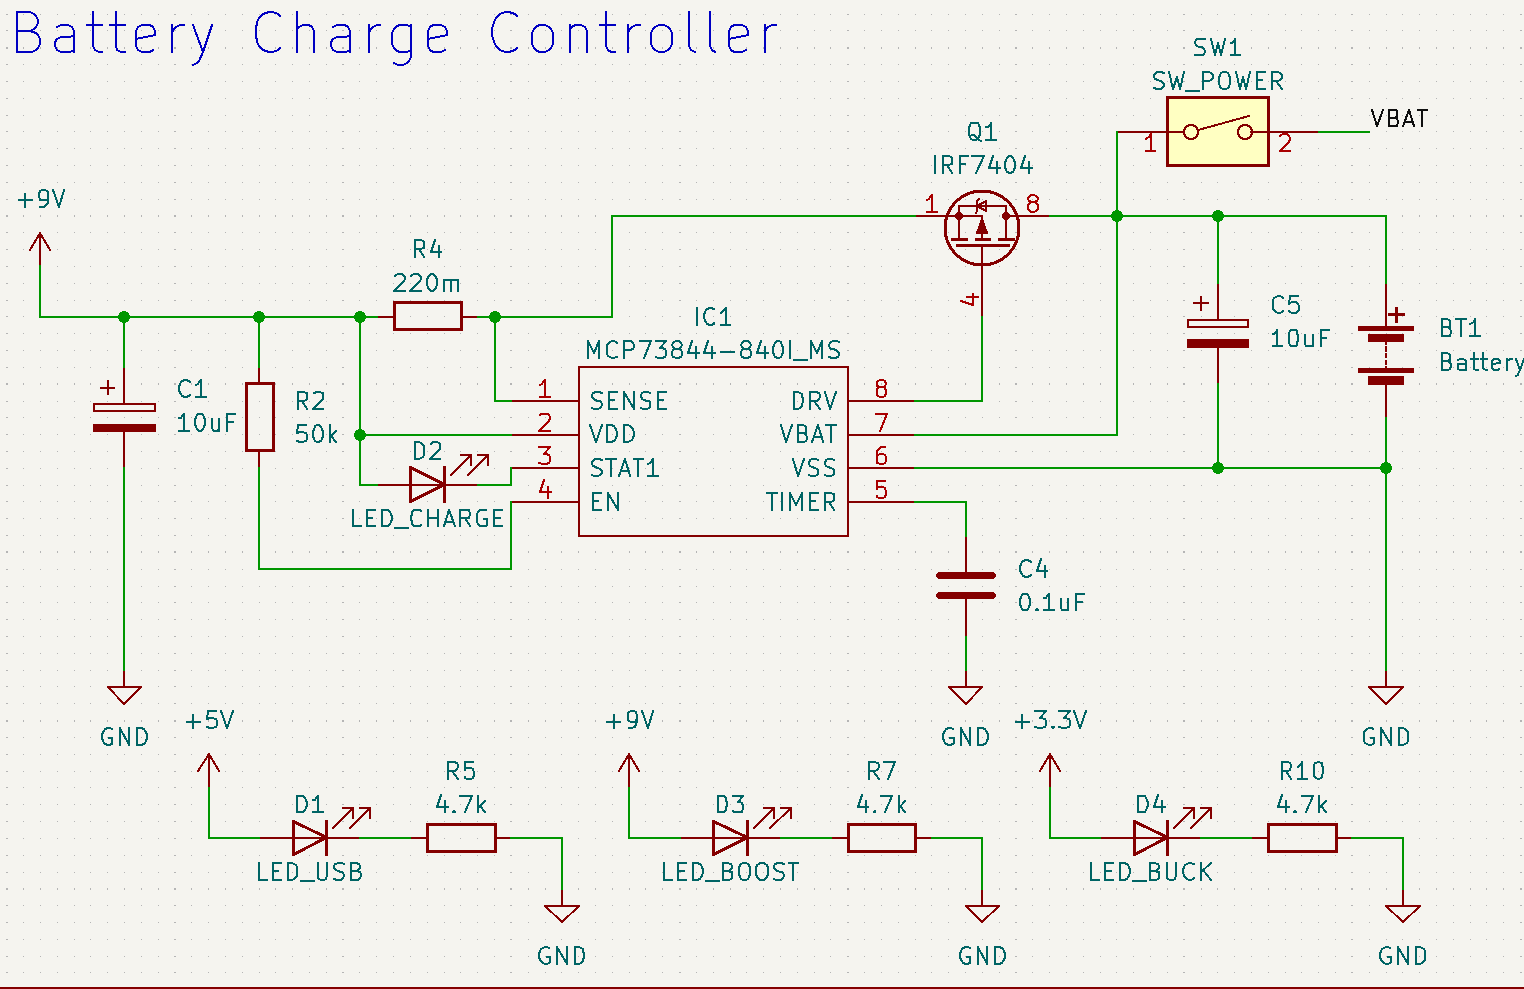 Battery Charge Controller
SW1
SW_POWER
1
2
VBAT
Q1
IRF7404
1
8
4
+9V
R4
220m
C1
10uF
R2
50k
D2
LED_CHARGE
IC1
MCP73844-840I_MS
1
SENSE
DRV
8
2
VDD
VBAT
7
3
STAT1
VSS
6
4
EN
TIMER
5
+
+
+
C5
10uF
BT1
Battery
C4
0.1uF
GND
GND
GND
+5V
D1
LED_USB
R5
4.7k
GND
+9V
D3
LED_BOOST
R7
4.7k
GND
+3.3V
D4
LED_BUCK
R10
4.7k
GND